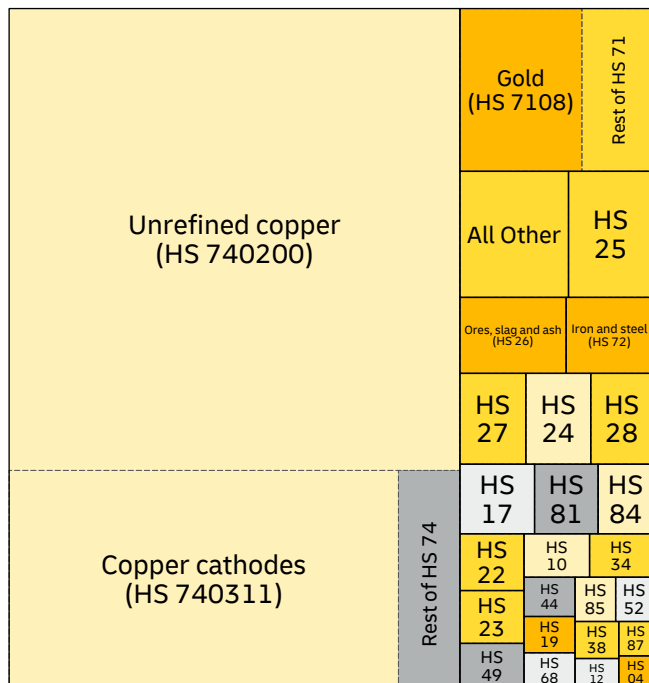 Unrefined copper
(HS 740200)
Copper cathodes
(HS 740311)
Rest of HS 74
Gold
(HS 7108)
Rest of HS 71
All Other
HS
25
Ores, slag and ash
(HS 26)
Iron and steel
(HS 72)
HS
27
HS
24
HS
28
HS
17
HS
81
HS
84
HS
22
HS
10
HS
34
HS
23
HS
44
HS
85
HS
52
HS
19
HS
38
HS
87
HS
49
HS
68
HS
12
HS
04